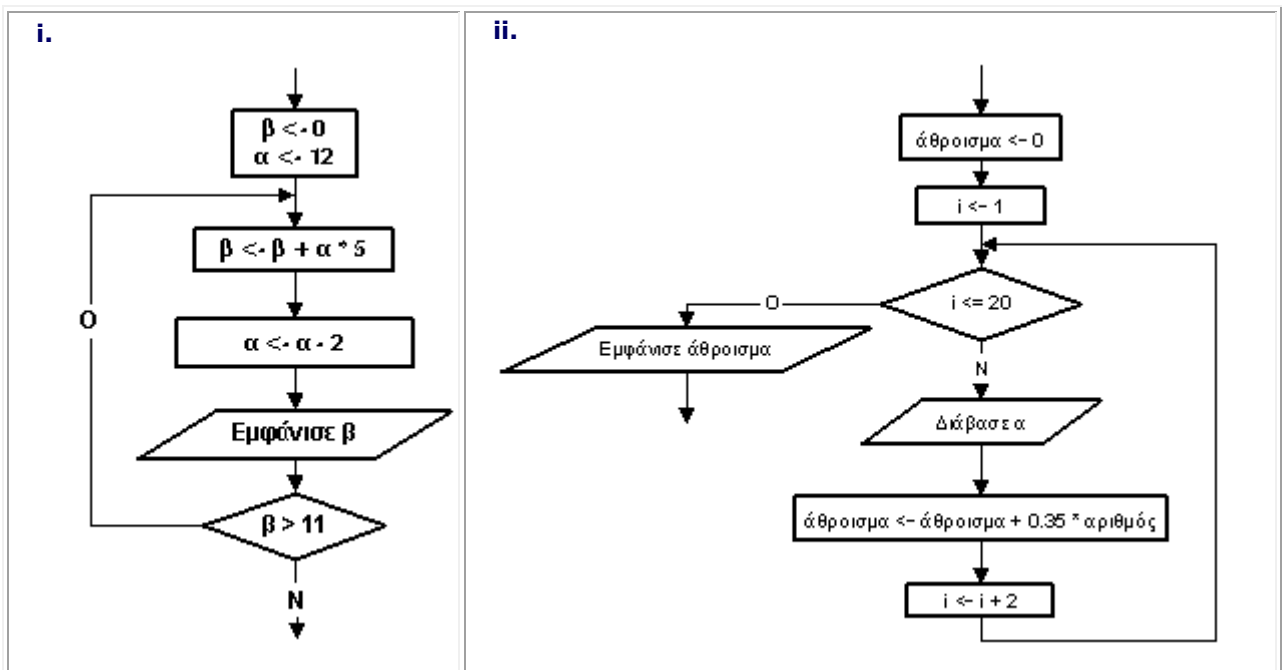 i.
β <- 0
α <- 12
β <- β + α * 5
α <- α - 2
Εμφάνισε β
β > 11
Ο
Ν
ii.
άθροισμα <- 0
i <- 1
i <= 20
Ο
Εμφάνισε άθροισμα
Ν
Διάβασε α
άθροισμα <- άθροισμα + 0.35 * αριθμός
i <- i + 2